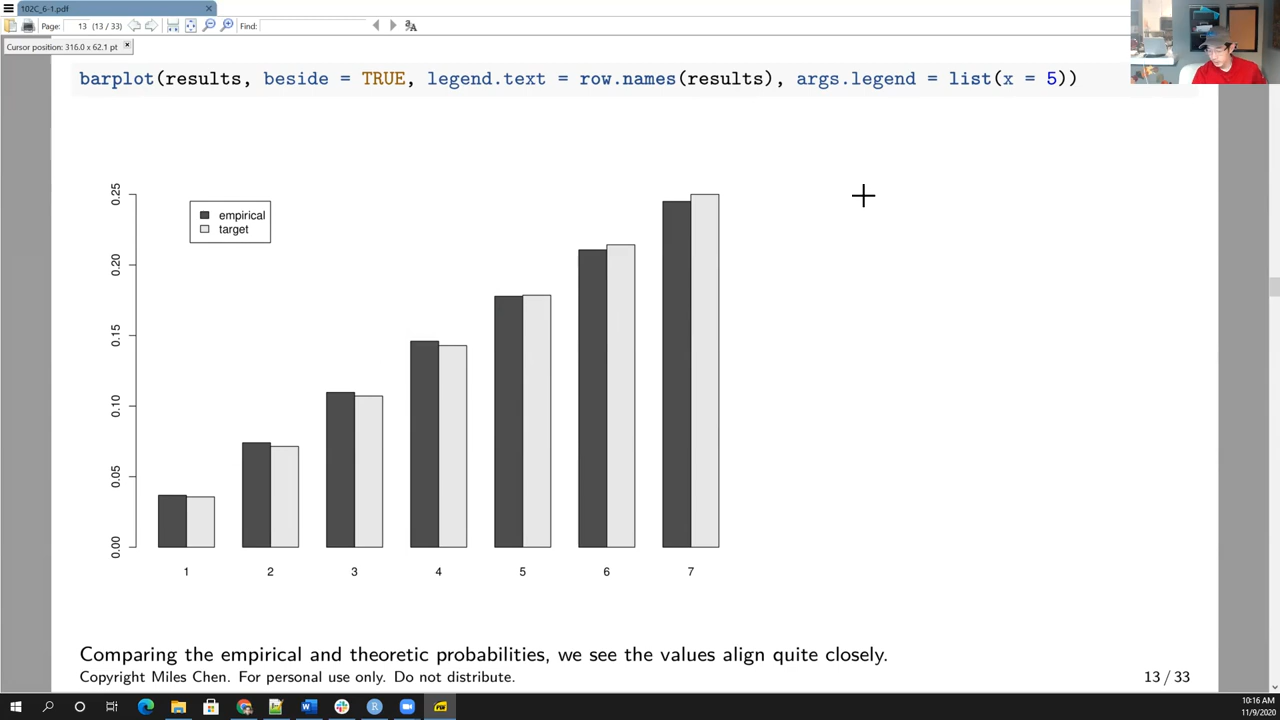 102C_6-1.pdf ×
Page: 13 (13 / 33) Find:
Cursor position: 316.0 x 62.1 pt ×
barplot(results, beside = TRUE, legend.text = row.names(results), args.legend = list(x = 5))
0.25
0.20
0.15
0.10
0.05
0.00
empirical
target
1 2 3 4 5 6 7
Comparing the empirical and theoretic probabilities, we see the values align quite closely.
Copyright Miles Chen. For personal use only. Do not distribute. 13 / 33
10:16 AM
11/9/2020